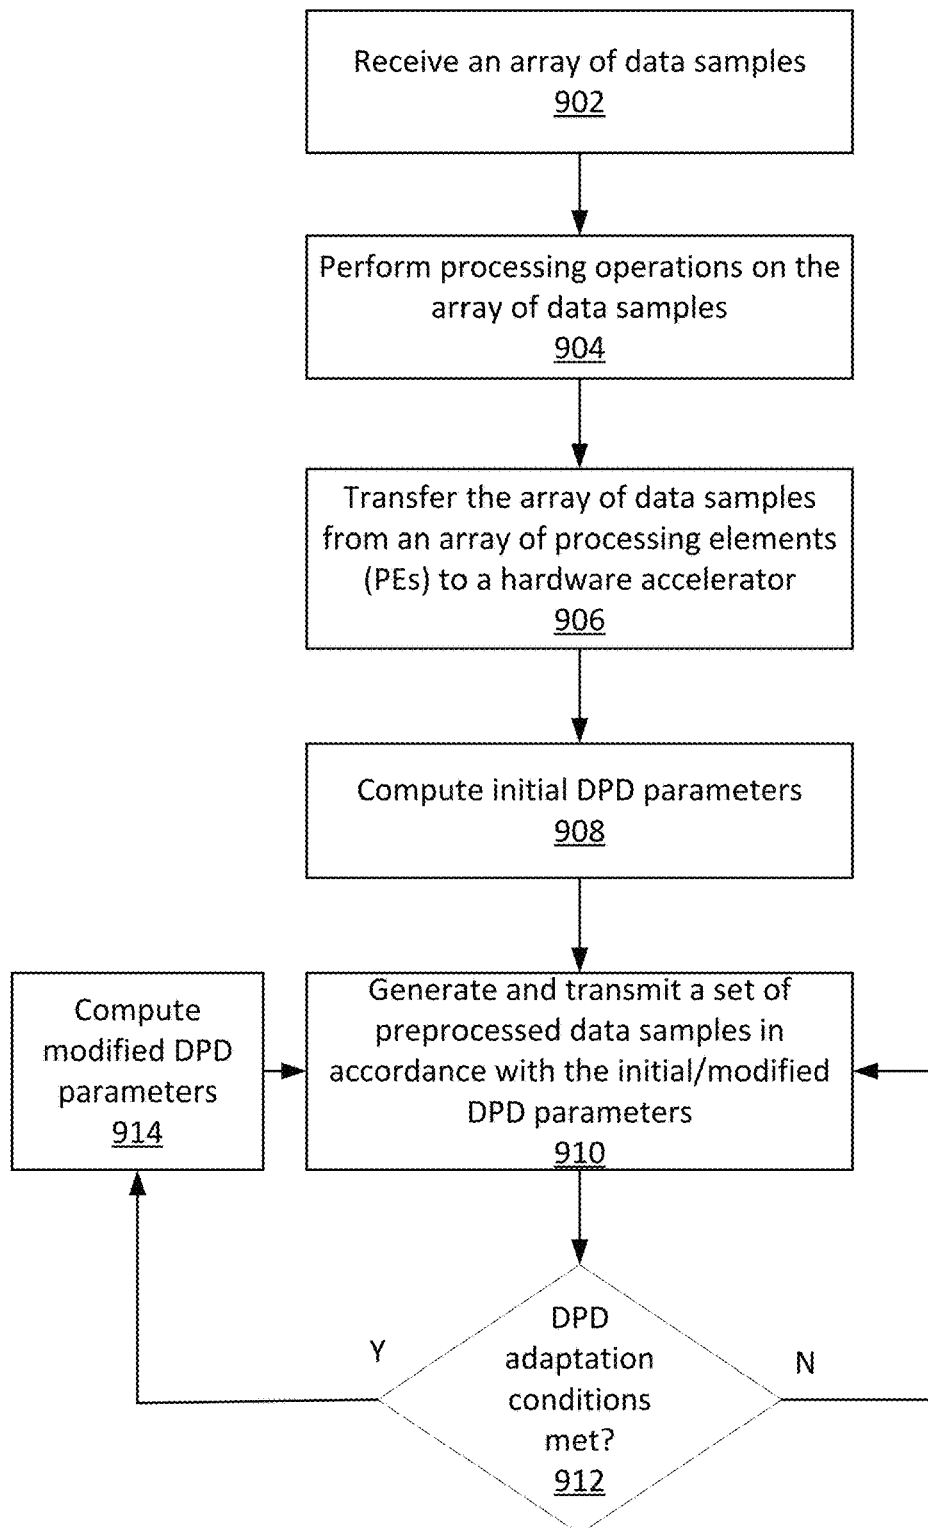 Receive an array of data samples
902
Perform processing operations on the
array of data samples
904
Transfer the array of data samples
from an array of processing elements
(PEs) to a hardware accelerator
906
Compute initial DPD parameters
908
Generate and transmit a set of
preprocessed data samples in
accordance with the initial/modified
DPD parameters
910
Compute
modified DPD
parameters
914
Y
DPD
adaptation
conditions
met?
912
N